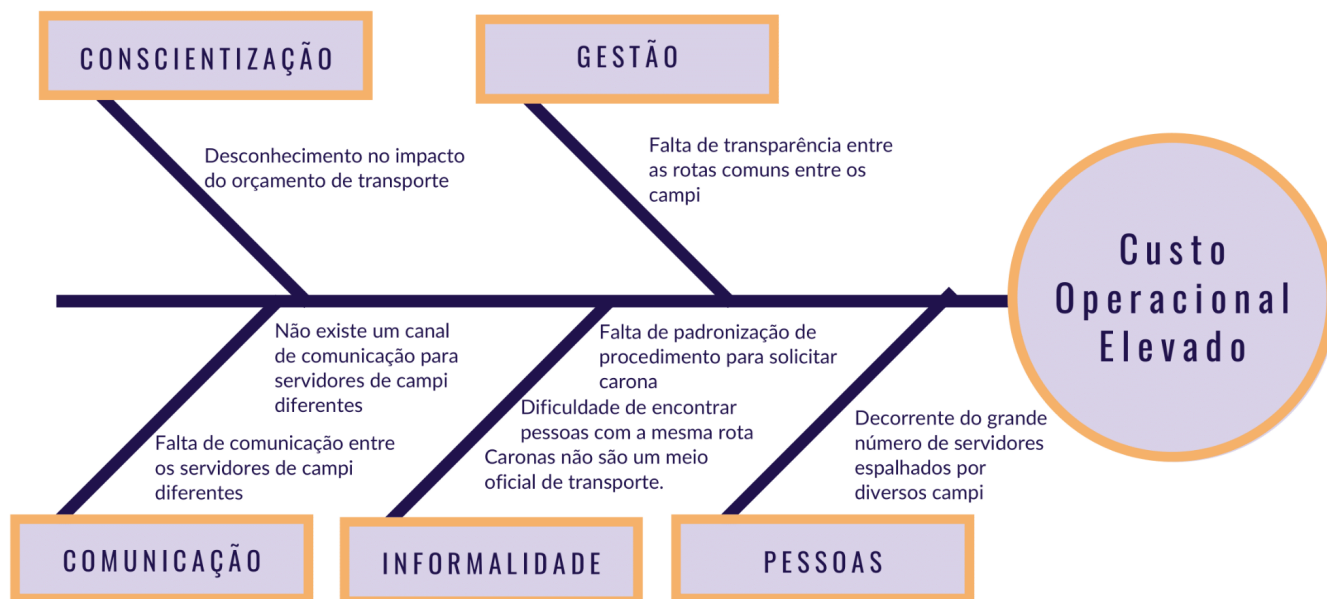 CONSCIENTIZAÇÃO
GESTÃO
Desconhecimento no impacto
do orçamento de transporte
Falta de transparência entre
as rotas comuns entre os
campi
Custo
Operacional
Elevado
Não existe um canal
de comunicação para
servidores de campi
diferentes
Falta de comunicação entre
os servidores de campi
diferentes
Falta de padronização de
procedimento para solicitar
carona
Dificuldade de encontrar
pessoas com a mesma rota
Caronas não são um meio
oficial de transporte.
Decorrente do grande
número de servidores
espalhados por
diversos campi
COMUNICAÇÃO
INFORMALIDADE
PESSOAS